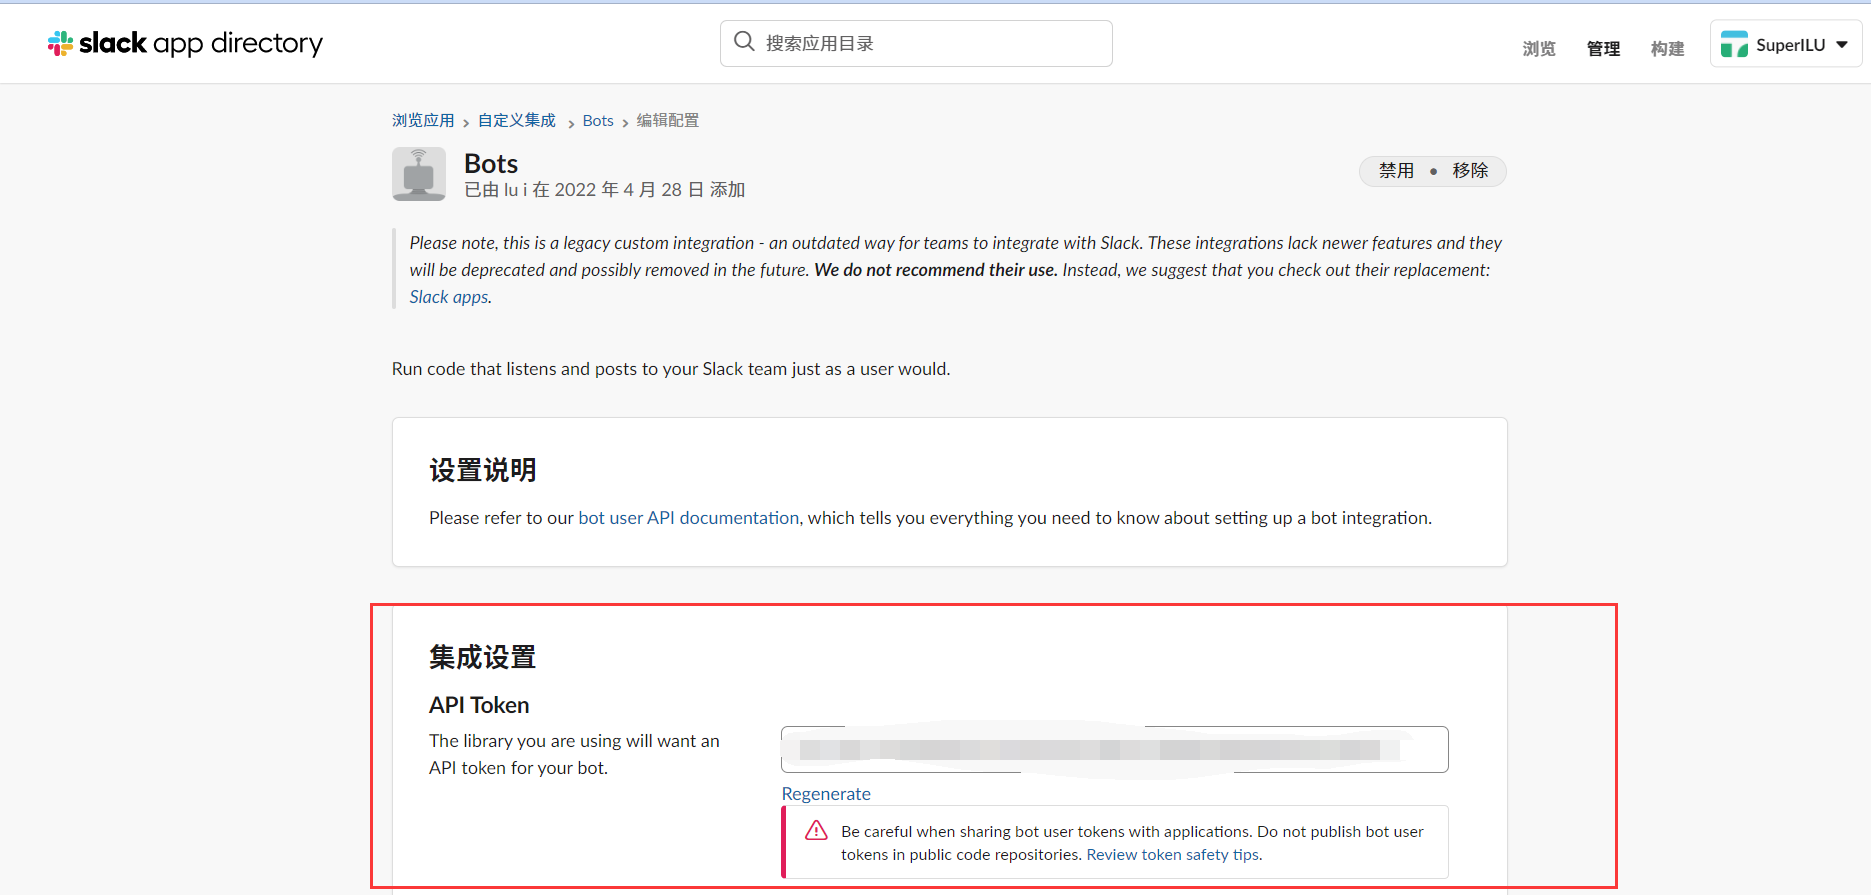 slack app directory
搜索应用目录
浏览 管理 构建 SuperILU
浏览应用 > 自定义集成 > Bots > 编辑配置
Bots
已由 lu i 在 2022 年 4 月 28 日 添加
禁用 • 移除
Please note, this is a legacy custom integration - an outdated way for teams to integrate with Slack. These integrations lack newer features and they
will be deprecated and possibly removed in the future. We do not recommend their use. Instead, we suggest that you check out their replacement:
Slack apps.
Run code that listens and posts to your Slack team just as a user would.
设置说明
Please refer to our bot user API documentation, which tells you everything you need to know about setting up a bot integration.
集成设置
API Token
The library you are using will want an
API token for your bot.
Regenerate
Be careful when sharing bot user tokens with applications. Do not publish bot user
tokens in public code repositories. Review token safety tips.